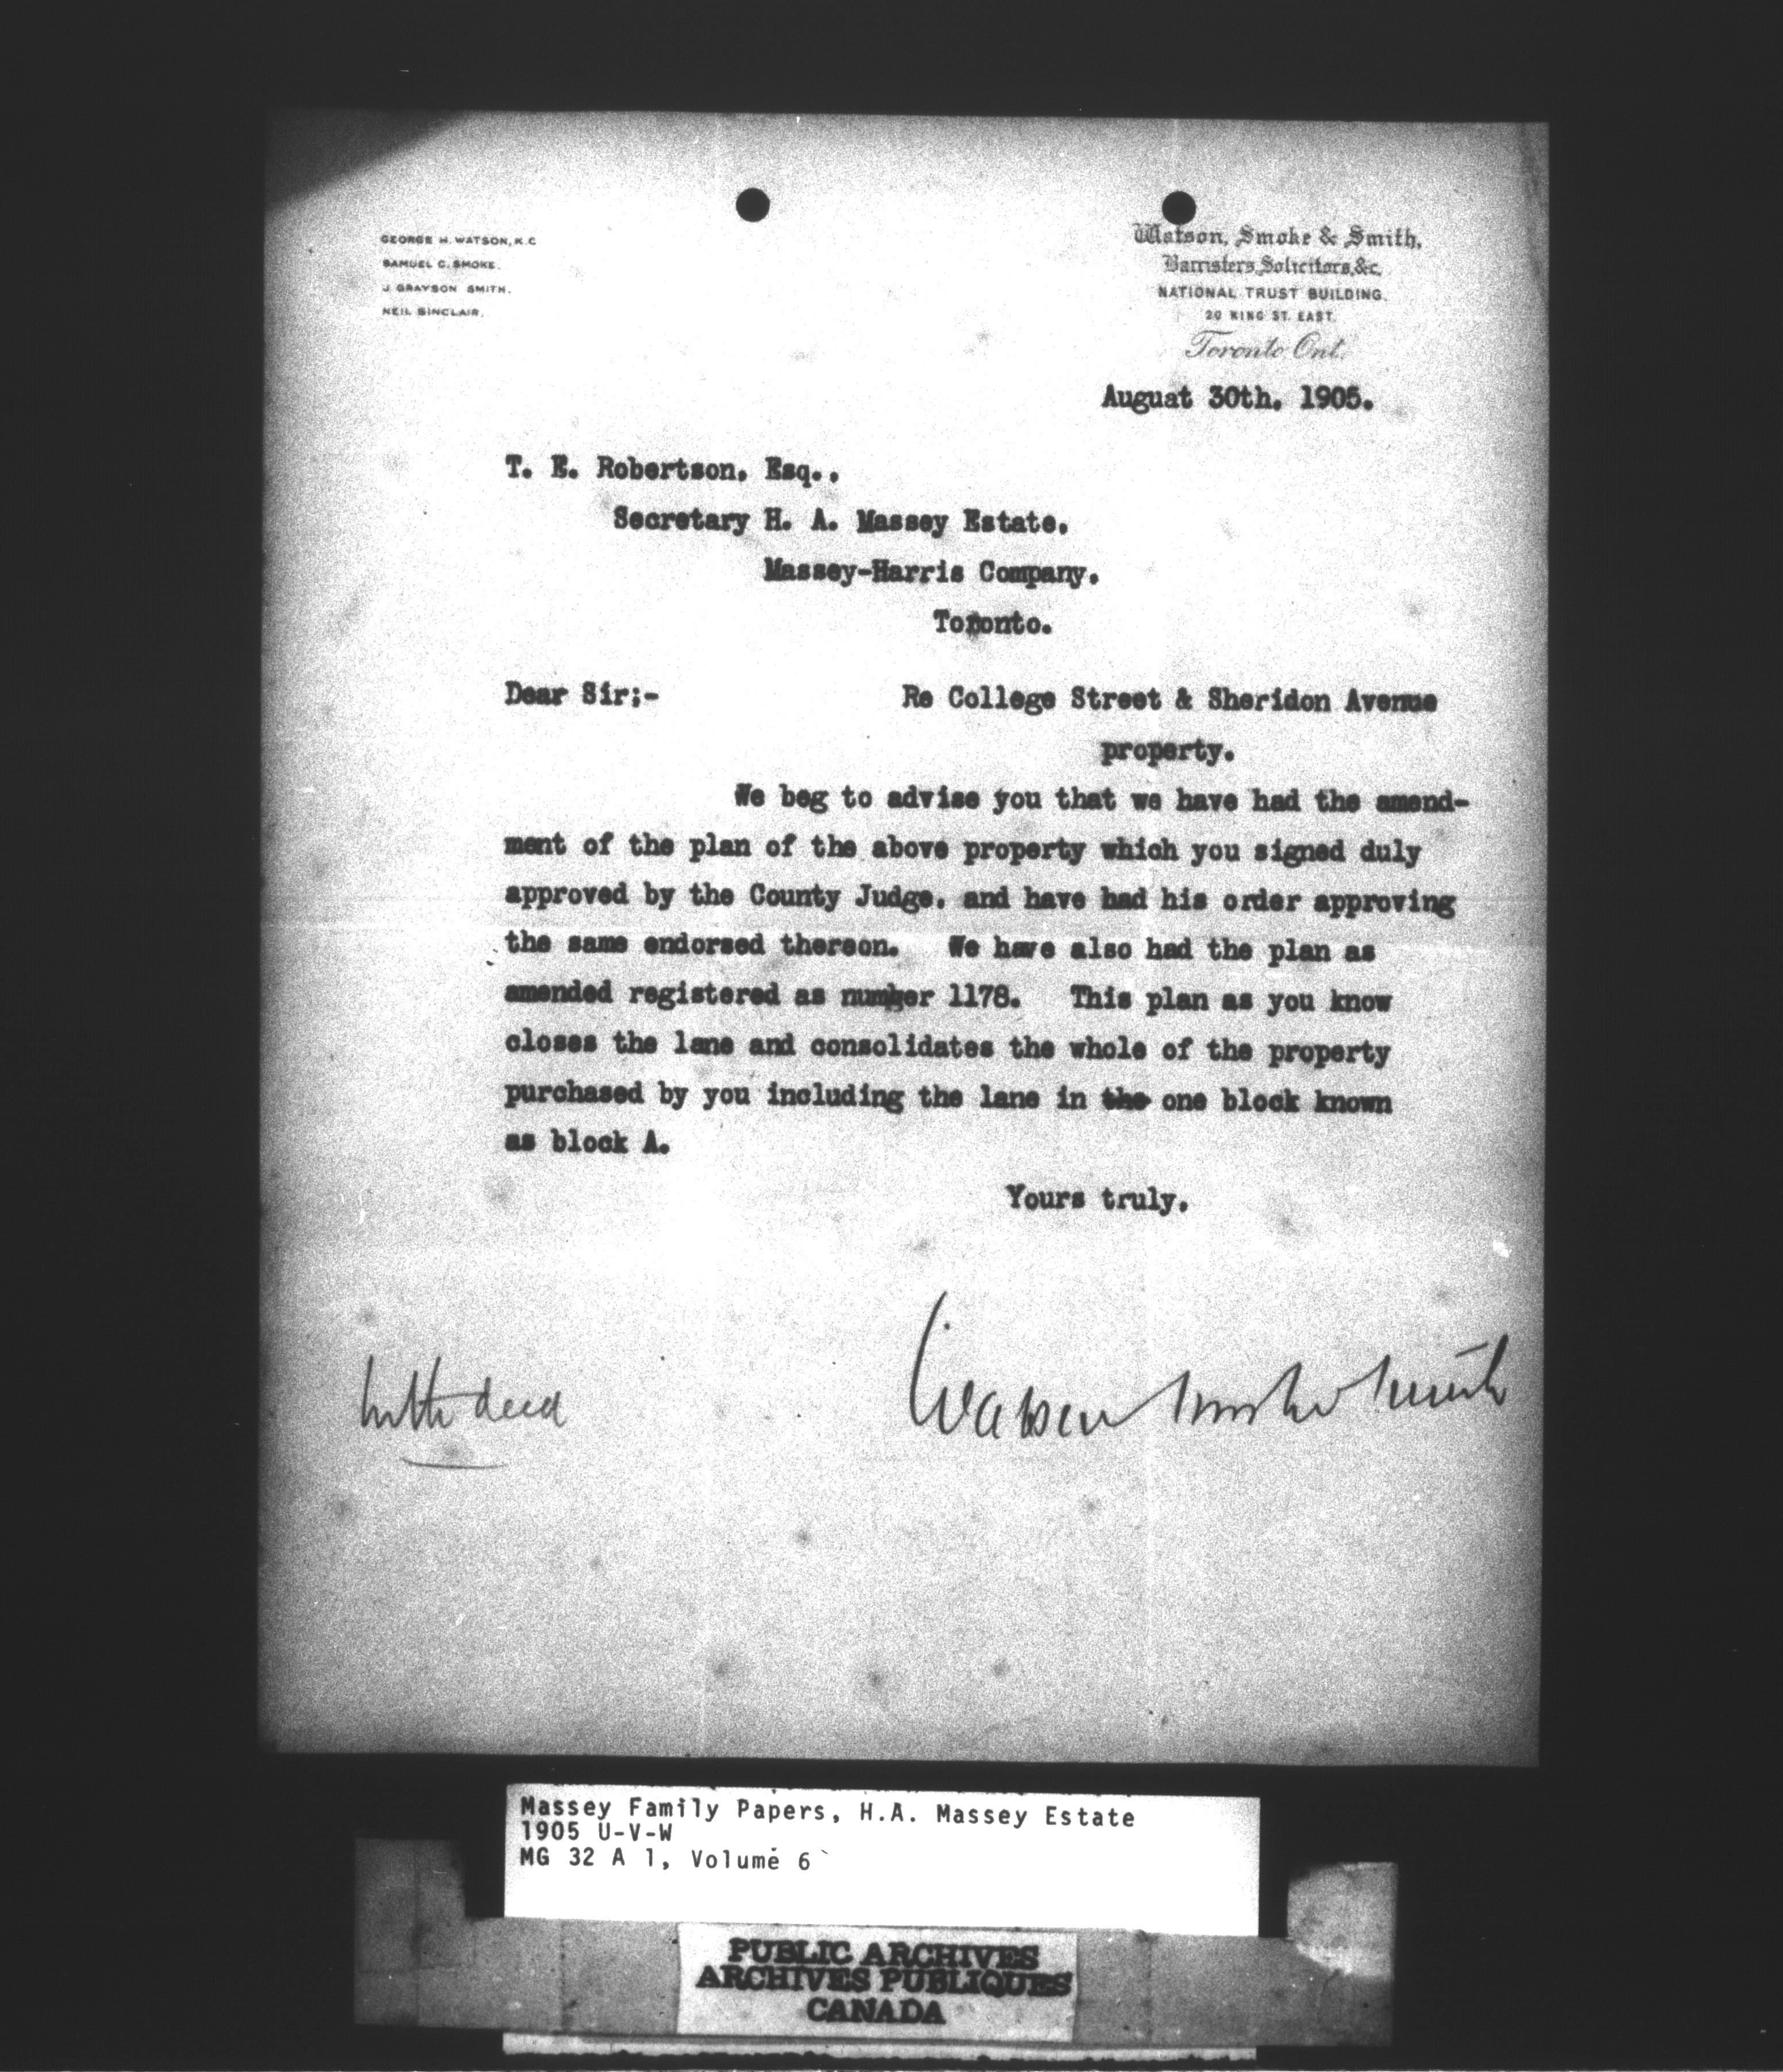 GEORGE H. WATSON, K.C
SAMUEL C. SMOKE.
J. GRAYSON SMITH.
NEIL SINCLAIR.
Watson, Smoke & Smith,
Barristers, Solicitors, &c.
NATIONAL TRUST BUILDING.
20 KING ST. EAST.
Toronto Ont.
Auguat 30th. 1905.
T. E. Robertson, Esq.,
Secretary H. A. Massey Estate.
Massey-Harris Company.
Toronto.
Dear Sir;-
Re College Street & Sheridon Avenue
property.
We beg to advise you that we have had the amend-
ment of the plan of the above property which you signed duly
approved by the County Judge. and have had his order approving
the same endorsed thereon. We have also had the plan as
amended registered as number 1178. This plan as you know
closes the lane and consolidates the whole of the property
purchased by you including the lane in the one block known
as block A.
Yours truly.
Watson Smoke Smith
with deed
Massey Family Papers, H.A. Massey Estate
1905 U-V-W
MG 32 A 1, Volume 6
PUBLIC ARCHIVES
ARCHIVES PUBLIQUES
CANADA